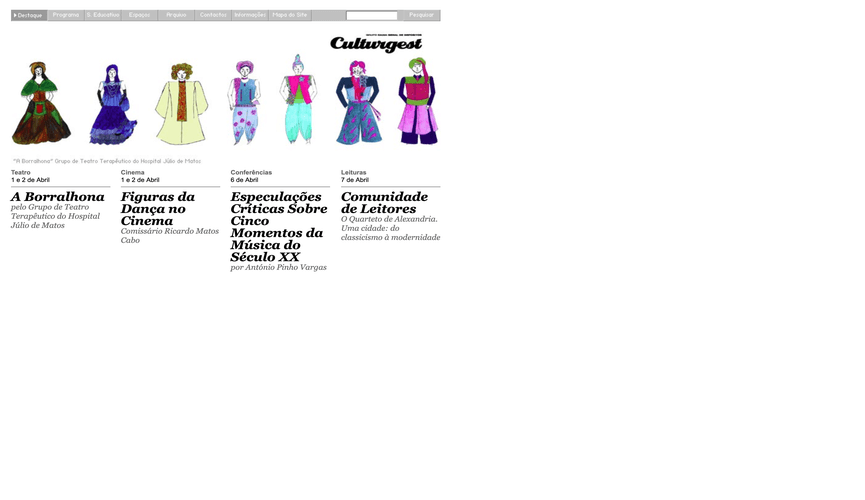 Destaque
Programa
S. Educativo
Espaços
Arquivo
Contactos
Informações
Mapa do Site
Pesquisar
Culturgest
"A Borralhona" Grupo de Teatro Terapêutico do Hospital Júlio de Matos
Teatro
1 e 2 de Abril
A Borralhona
pelo Grupo de Teatro
Terapêutico do Hospital
Júlio de Matos
Cinema
1 e 2 de Abril
Figuras da
Dança no
Cinema
Comissário Ricardo Matos
Cabo
Conferências
6 de Abril
Especulações
Críticas Sobre
Cinco
Momentos da
Música do
Século XX
por António Pinho Vargas
Leituras
7 de Abril
Comunidade
de Leitores
O Quarteto de Alexandria.
Uma cidade: do
classicismo à modernidade